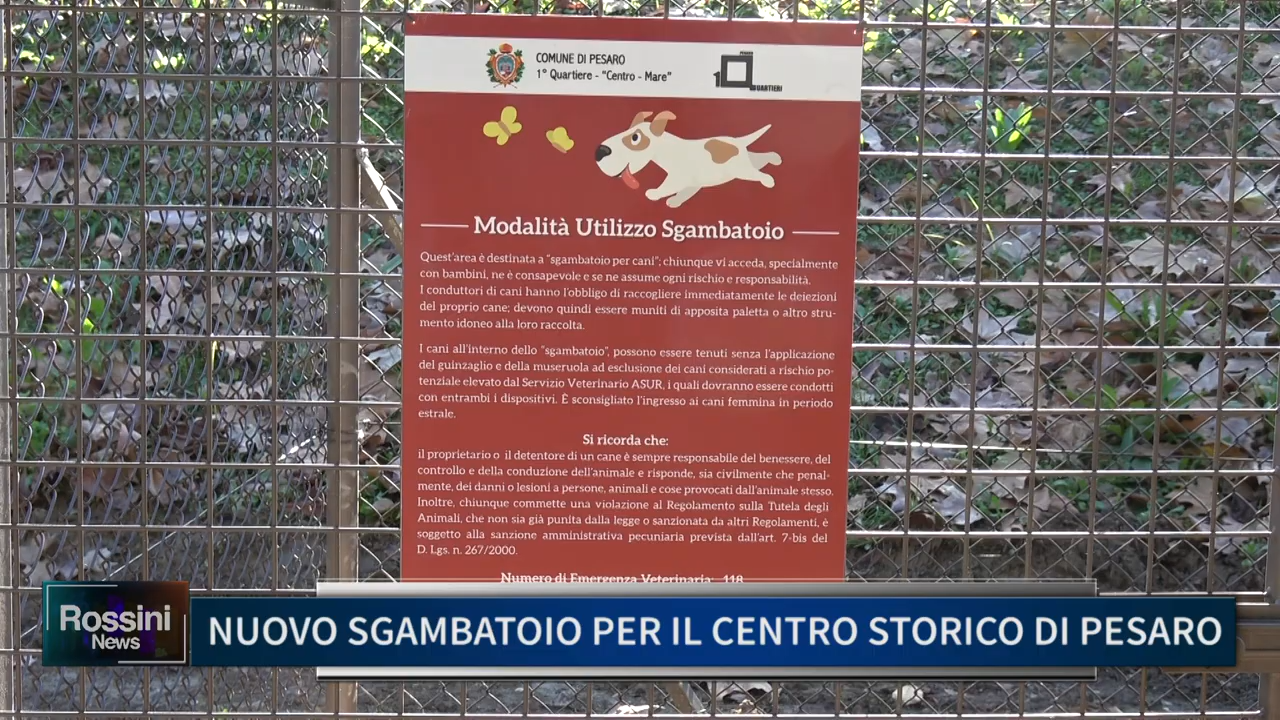 COMUNE DI PESARO
1° Quartiere - "Centro - Mare"
QUARTIERI
Modalità Utilizzo Sgambatoio
Quest'area è destinata a "sgambatoio per cani"; chiunque vi acceda, specialmente
con bambini, ne è consapevole e se ne assume ogni rischio e responsabilità.
I conduttori di cani hanno l'obbligo di raccogliere immediatamente le deiezioni
del proprio cane; devono quindi essere muniti di apposita paletta o altro stru-
mento idoneo alla loro raccolta.
I cani all'interno dello "sgambatoio", possono essere tenuti senza l'applicazione
del guinzaglio e della museruola ad esclusione dei cani considerati a rischio po-
tenziale elevato dal Servizio Veterinario ASUR, i quali dovranno essere condotti
con entrambi i dispositivi. È sconsigliato l'ingresso ai cani femmina in periodo
estrale.
Si ricorda che:
il proprietario o il detentore di un cane è sempre responsabile del benessere, del
controllo e della conduzione dell'animale e risponde, sia civilmente che penal-
mente, dei danni o lesioni a persone, animali e cose provocati dall'animale stesso.
Inoltre, chiunque commette una violazione al Regolamento sulla Tutela degli
Animali, che non sia già punita dalla legge o sanzionata da altri Regolamenti, è
soggetto alla sanzione amministrativa pecuniaria prevista dall'art. 7-bis del
D. Lgs. n. 267/2000.
Numero di Emergenza Veterinaria: 118
Rossini
News
NUOVO SGAMBATOIO PER IL CENTRO STORICO DI PESARO